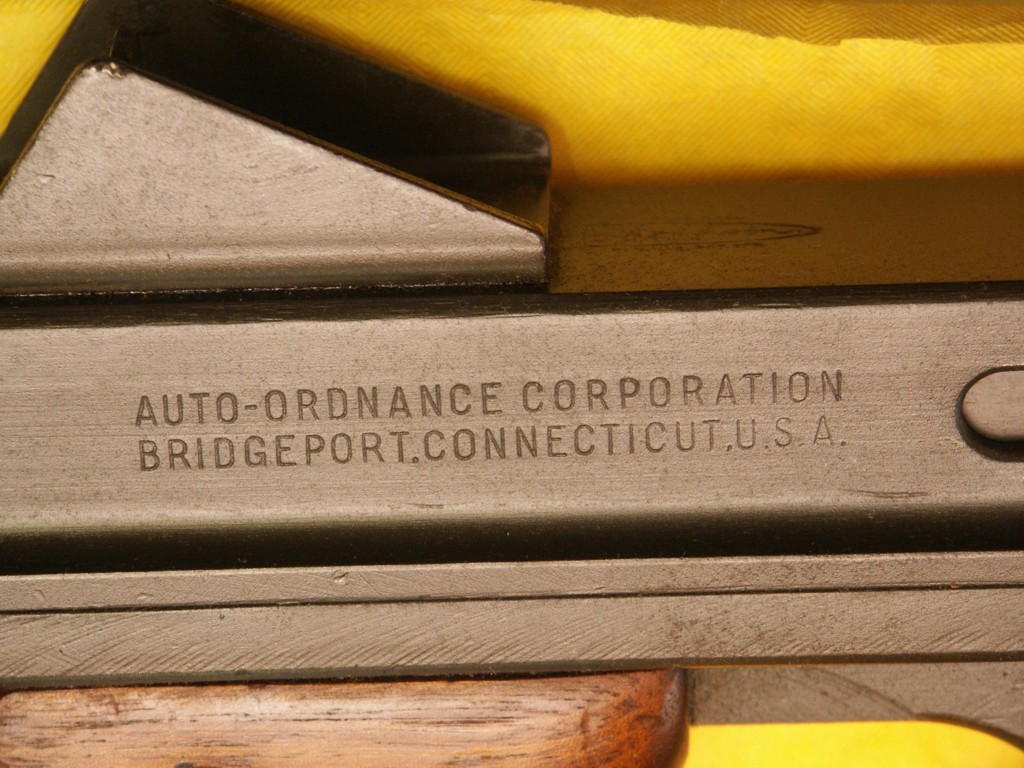 AUTO-ORDNANCE CORPORATION
BRIDGEPORT.CONNECTICUT.U.S.A.